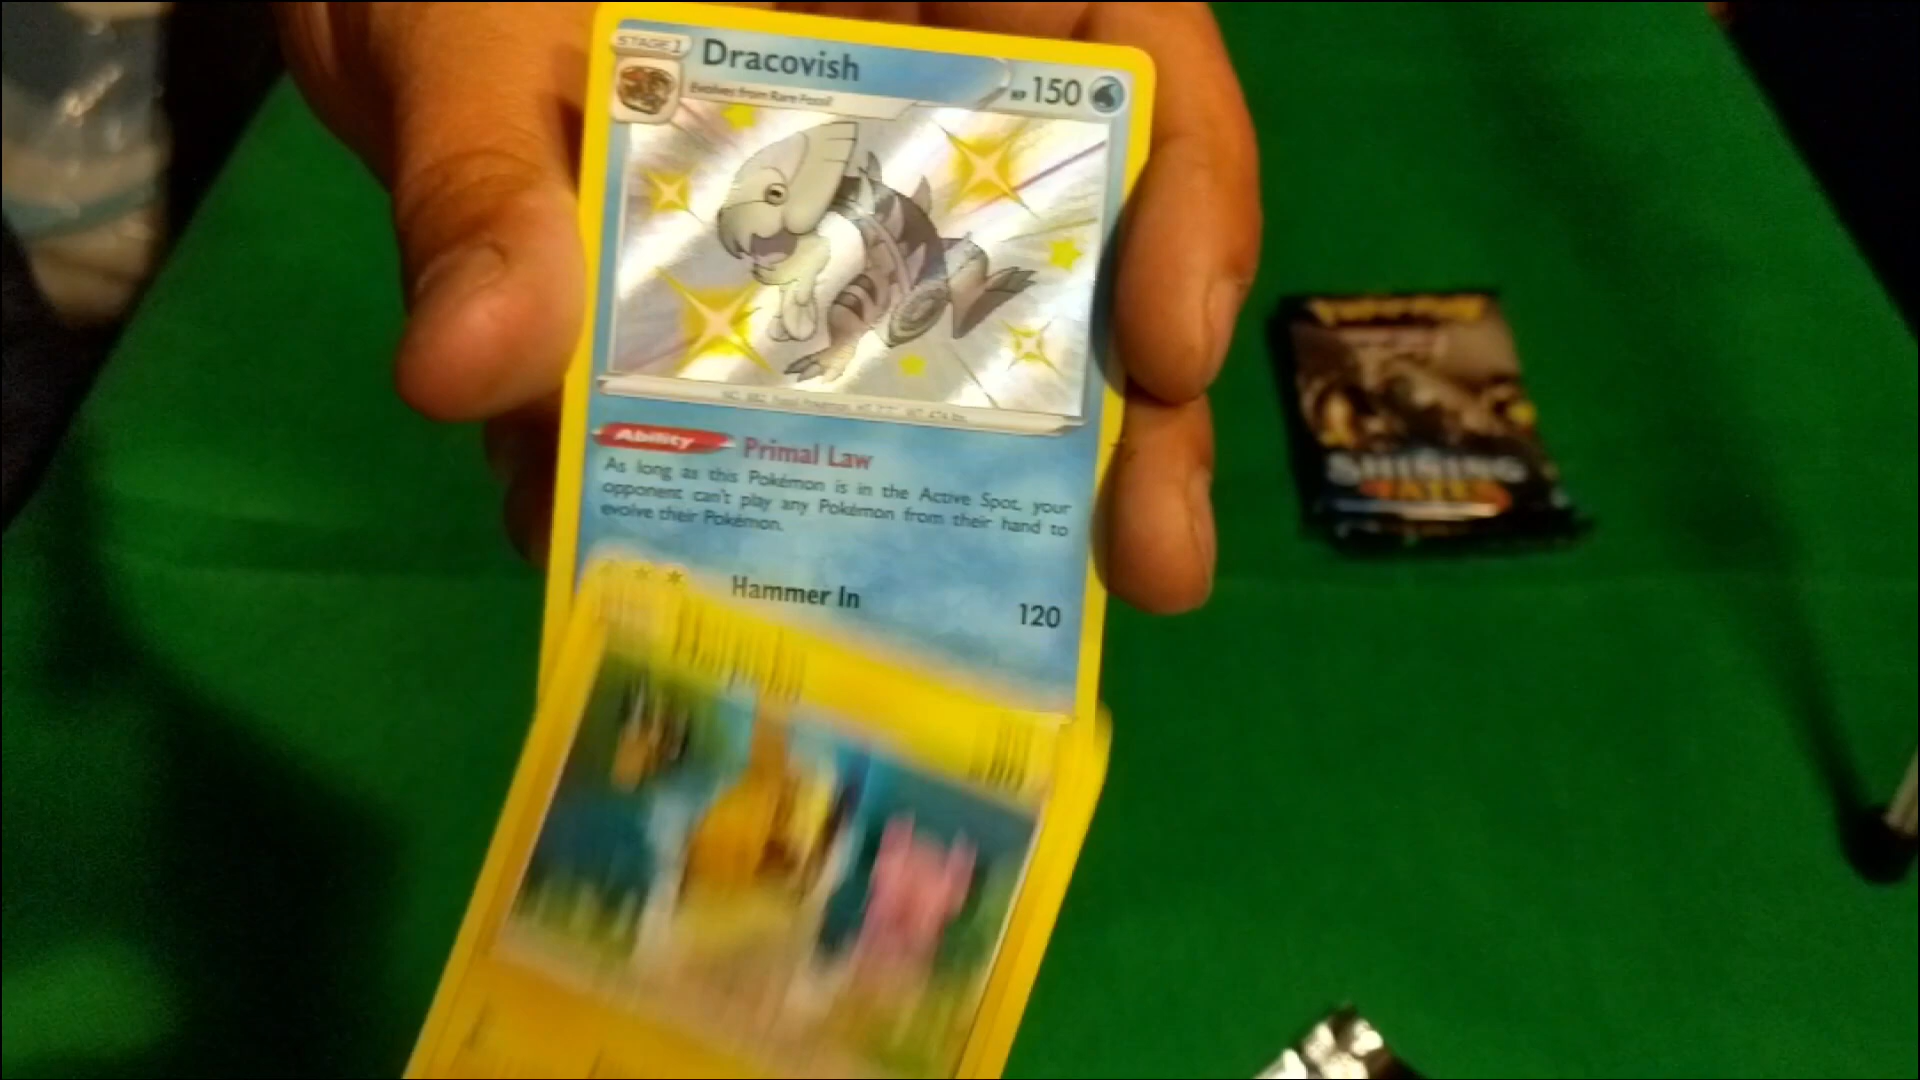 STAGE 1
Dracovish
HP 150
Evolves from Rare Fossil
Ability
Primal Law
As long as this Pokémon is in the Active Spot, your
opponent can't play any Pokémon from their hand to
evolve their Pokémon.
Hammer In
120
SHINING
FATES